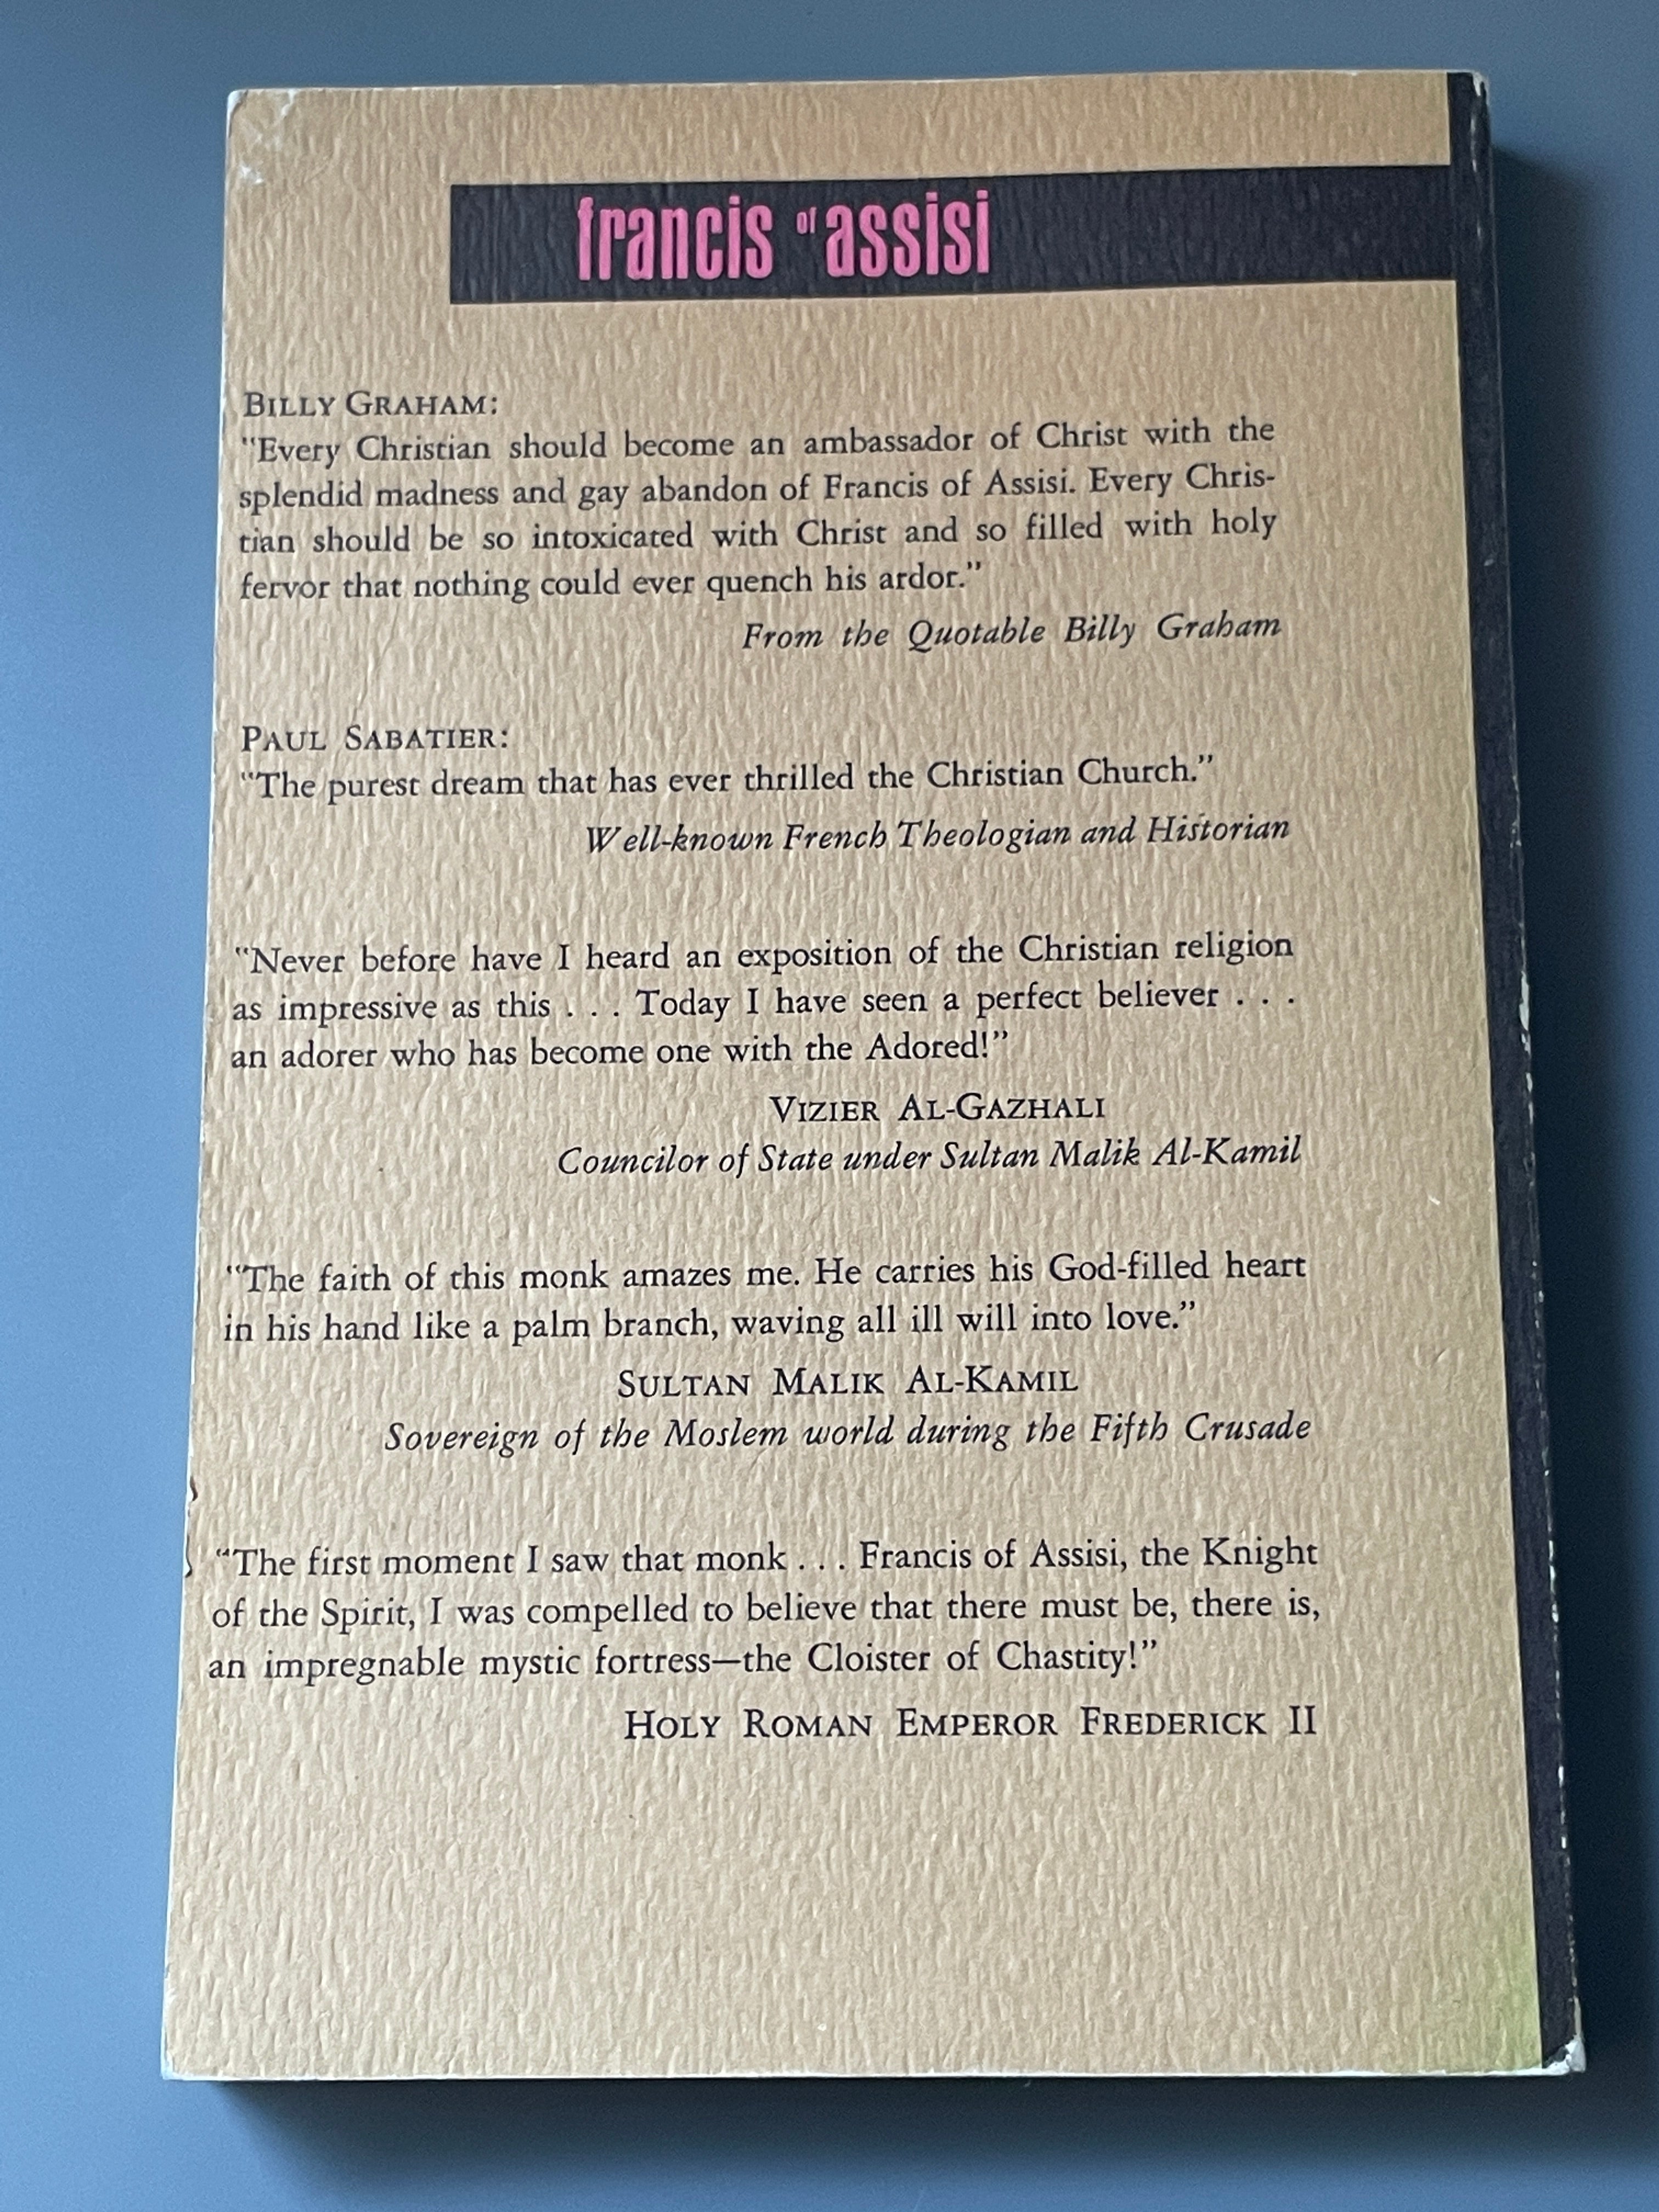 francis of assisi
BILLY GRAHAM:
"Every Christian should become an ambassador of Christ with the
splendid madness and gay abandon of Francis of Assisi. Every Chris-
tian should be so intoxicated with Christ and so filled with holy
fervor that nothing could ever quench his ardor."
From the Quotable Billy Graham
PAUL SABATIER:
"The purest dream that has ever thrilled the Christian Church."
Well-known French Theologian and Historian
"Never before have I heard an exposition of the Christian religion
as impressive as this . . . Today I have seen a perfect believer . . .
an adorer who has become one with the Adored!"
VIZIER AL-GAZHALI
Councilor of State under Sultan Malik Al-Kamil
"The faith of this monk amazes me. He carries his God-filled heart
in his hand like a palm branch, waving all ill will into love."
SULTAN MALIK AL-KAMIL
Sovereign of the Moslem world during the Fifth Crusade
"The first moment I saw that monk . . . Francis of Assisi, the Knight
of the Spirit, I was compelled to believe that there must be, there is,
an impregnable mystic fortress—the Cloister of Chastity!"
HOLY ROMAN EMPEROR FREDERICK II